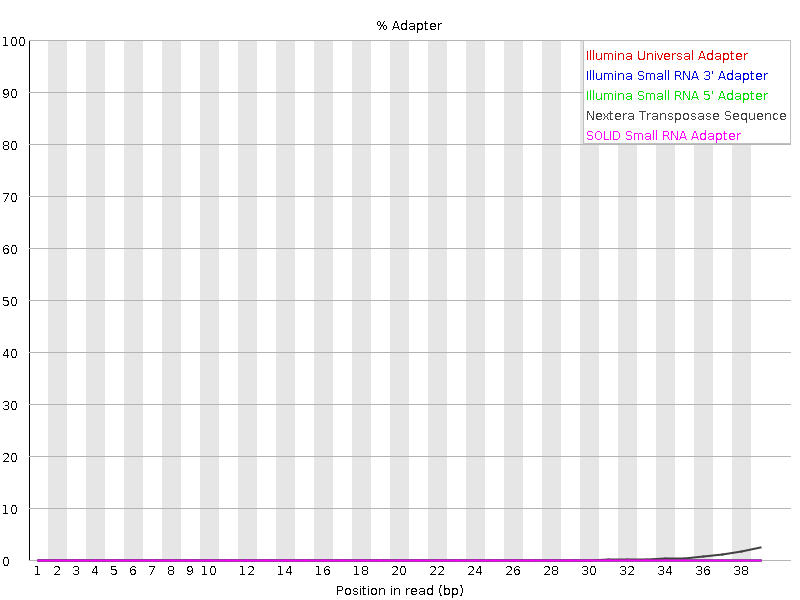 % Adapter
100
90
80
70
60
50
40
30
20
10
0
Illumina Universal Adapter
Illumina Small RNA 3' Adapter
Illumina Small RNA 5' Adapter
Nextera Transposase Sequence
SOLID Small RNA Adapter
1 2 3 4 5 6 7 8 9 10 12 14 16 18 20 22 24 26 28 30 32 34 36 38
Position in read (bp)